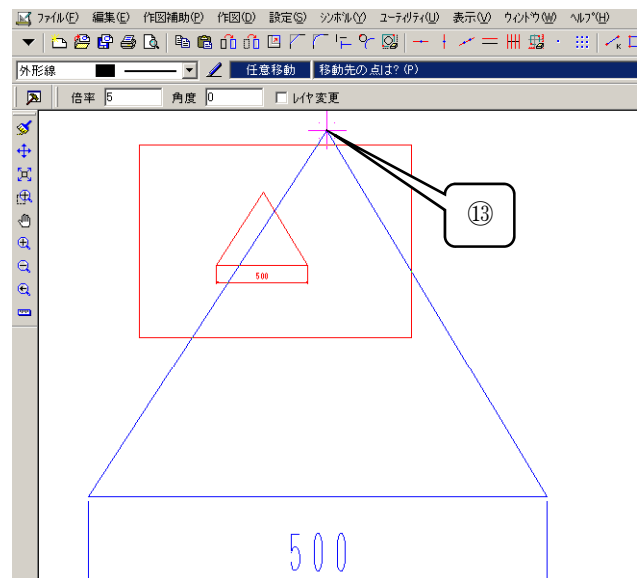 ﾌｧｲﾙ(F) 編集(E) 作図補助(P) 作図(D) 設定(S) ｼﾝﾎﾞﾙ(Y) ﾕｰﾃｨﾘﾃｨ(U) 表示(V) ｳｨﾝﾄﾞｳ(W) ﾍﾙﾌﾟ(H)
外形線 任意移動 移動先の点は? (P)
倍率 5 角度 0 ﾚｲﾔ変更
⑬
500
500